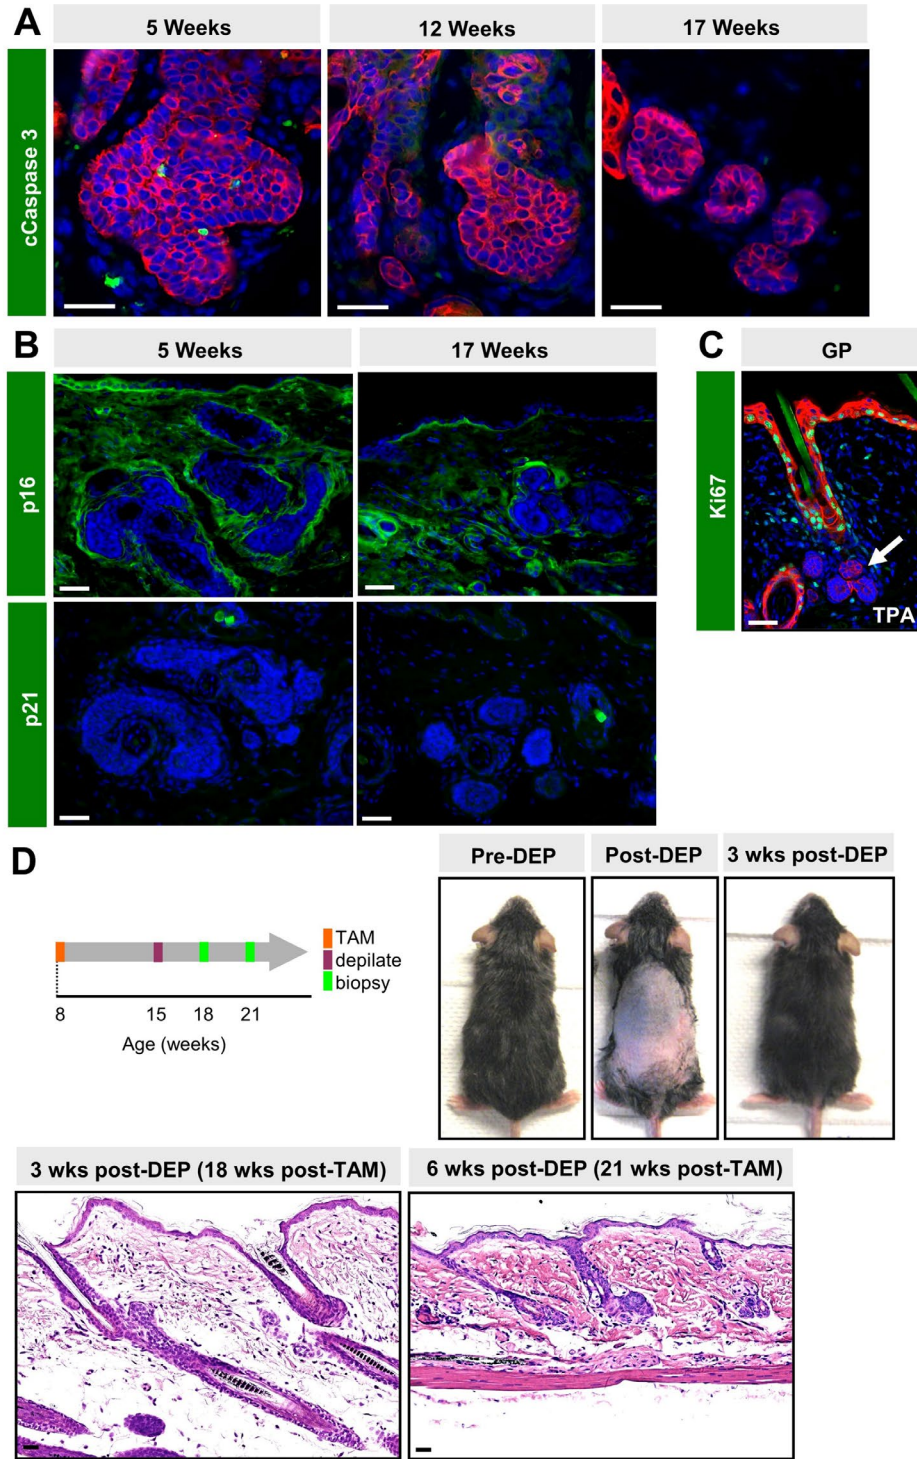 A
5 Weeks
12 Weeks
17 Weeks
cCaspase 3
B
5 Weeks
17 Weeks
C
GP
p16
Ki67
TPA
p21
D
Pre-DEP
Post-DEP
3 wks post-DEP
TAM
depilate
biopsy
8
15
18
21
Age (weeks)
3 wks post-DEP (18 wks post-TAM)
6 wks post-DEP (21 wks post-TAM)